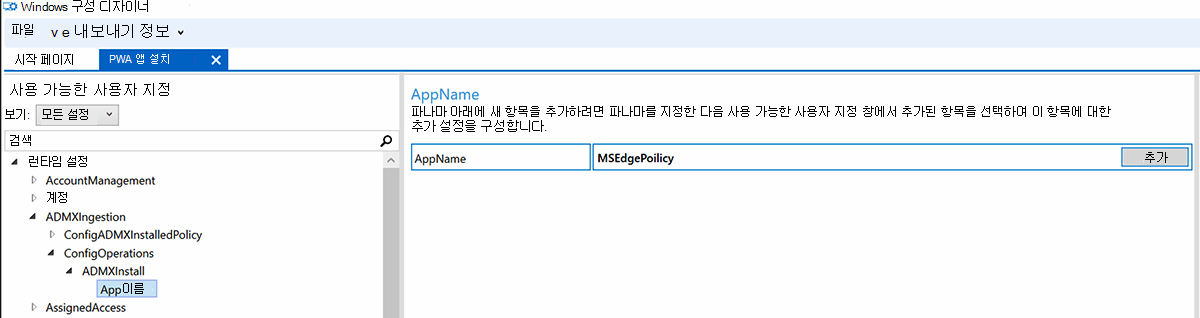 Windows 구성 디자이너
파일 v e 내보내기 정보
시작 페이지 PWA 앱 설치
사용 가능한 사용자 지정
보기: 모든 설정
검색
런타임 설정
AccountManagement
계정
ADMXIngestion
ConfigADMXInstalledPolicy
ConfigOperations
ADMXInstall
App이름
AssignedAccess
AppName
파나마 아래에 새 항목을 추가하려면 파나마를 지정한 다음 사용 가능한 사용자 지정 창에서 추가된 항목을 선택하여 이 항목에 대한
추가 설정을 구성합니다.
AppName MSEdgePoilicy 추가